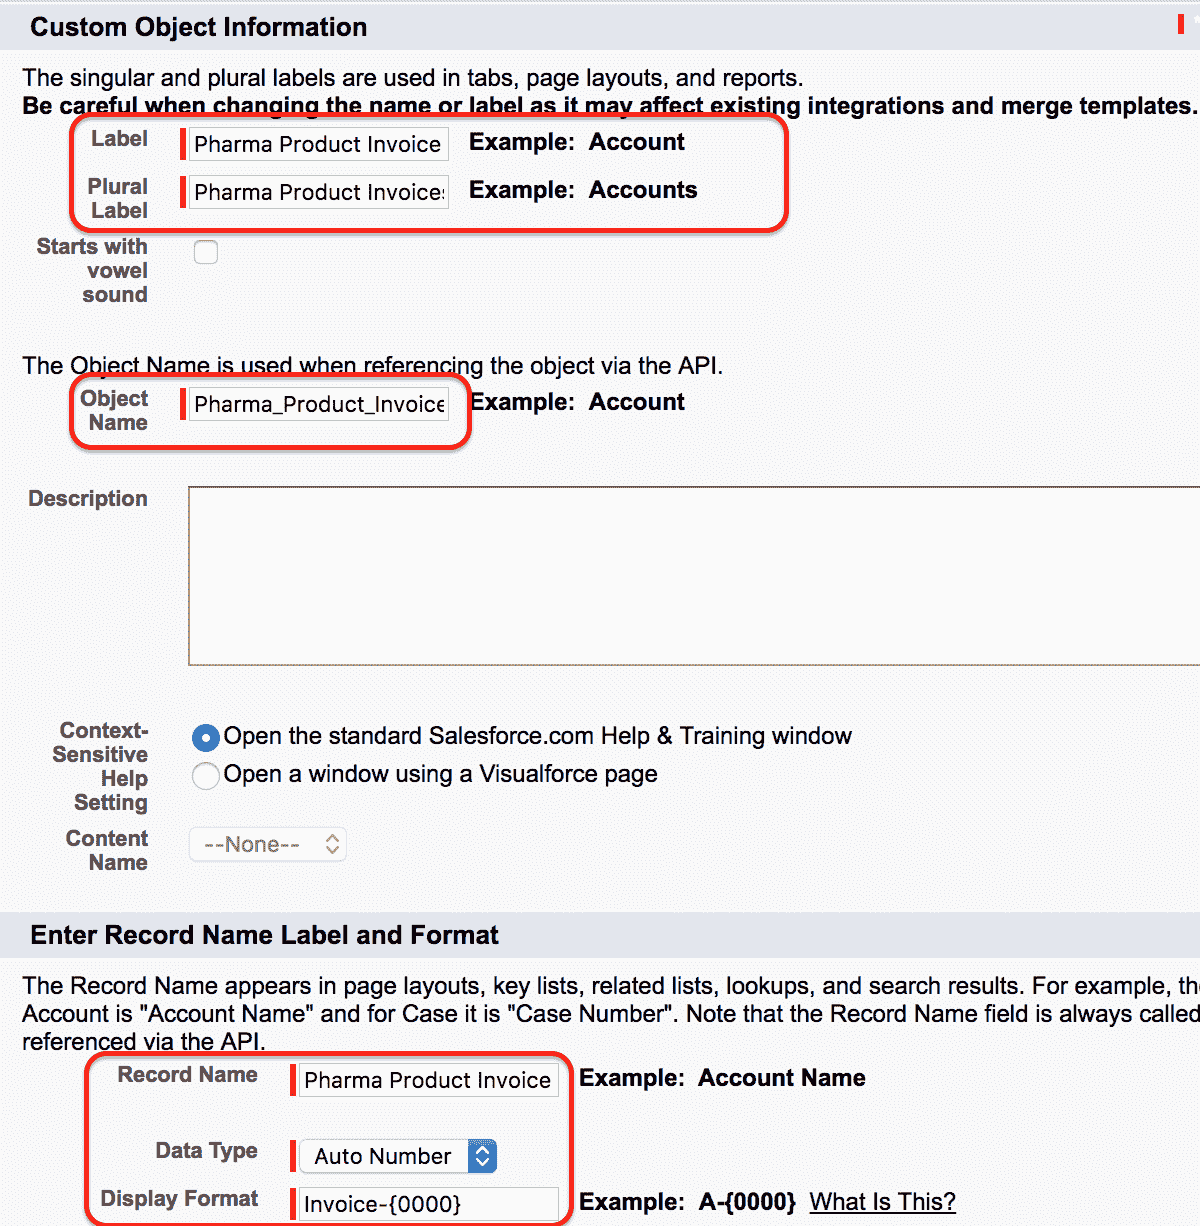 Custom Object Information
The singular and plural labels are used in tabs, page layouts, and reports.
Be careful when changing the name or label as it may affect existing integrations and merge templates.
Label Pharma Product Invoice Example: Account
Plural Label Pharma Product Invoices Example: Accounts
Starts with vowel sound
The Object Name is used when referencing the object via the API.
Object Name Pharma_Product_Invoice Example: Account
Description
Context-Sensitive Help Setting
Open the standard Salesforce.com Help & Training window
Open a window using a Visualforce page
Content Name --None--
Enter Record Name Label and Format
The Record Name appears in page layouts, key lists, related lists, lookups, and search results. For example, the
Account is "Account Name" and for Case it is "Case Number". Note that the Record Name field is always called
referenced via the API.
Record Name Pharma Product Invoice Example: Account Name
Data Type Auto Number
Display Format Invoice-{0000} Example: A-{0000} What Is This?